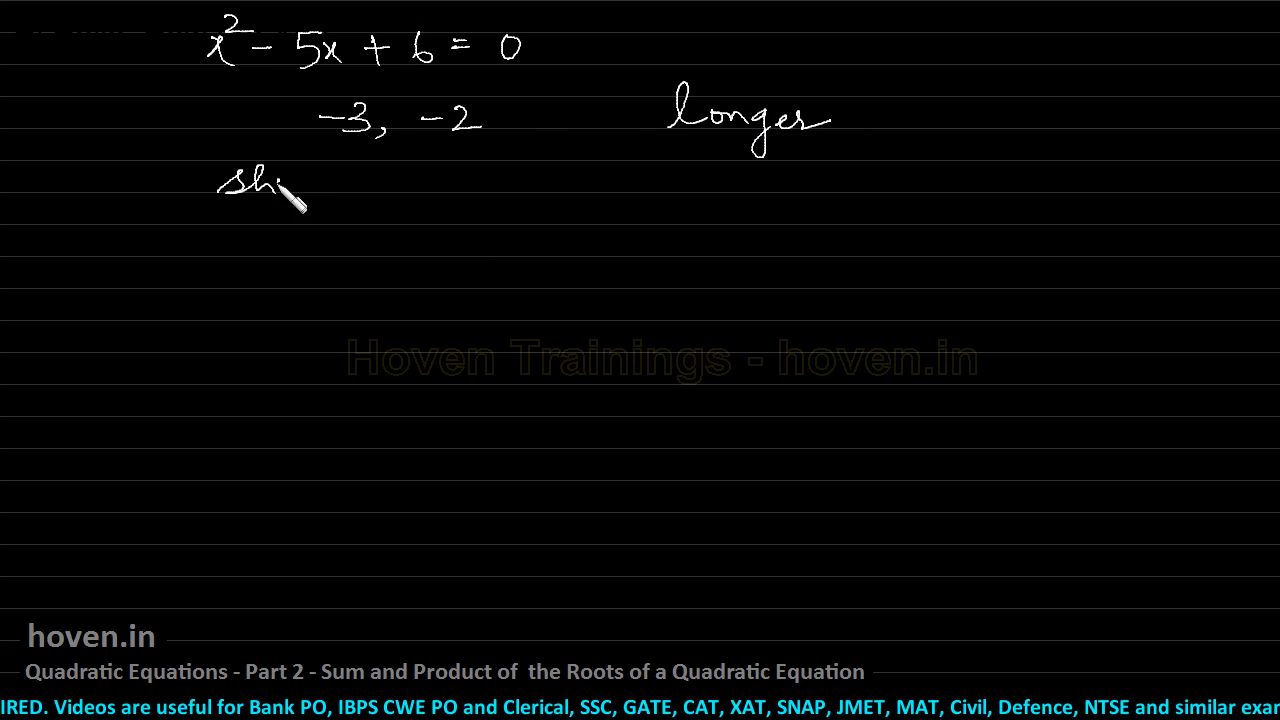 x² - 5x + 6 = 0
-3, -2
longer
Hoven Trainings - hoven.in
hoven.in
Quadratic Equations - Part 2 - Sum and Product of the Roots of a Quadratic Equation
IRED. Videos are useful for Bank PO, IBPS CWE PO and Clerical, SSC, GATE, CAT, XAT, SNAP, JMET, MAT, Civil, Defence, NTSE and similar exar